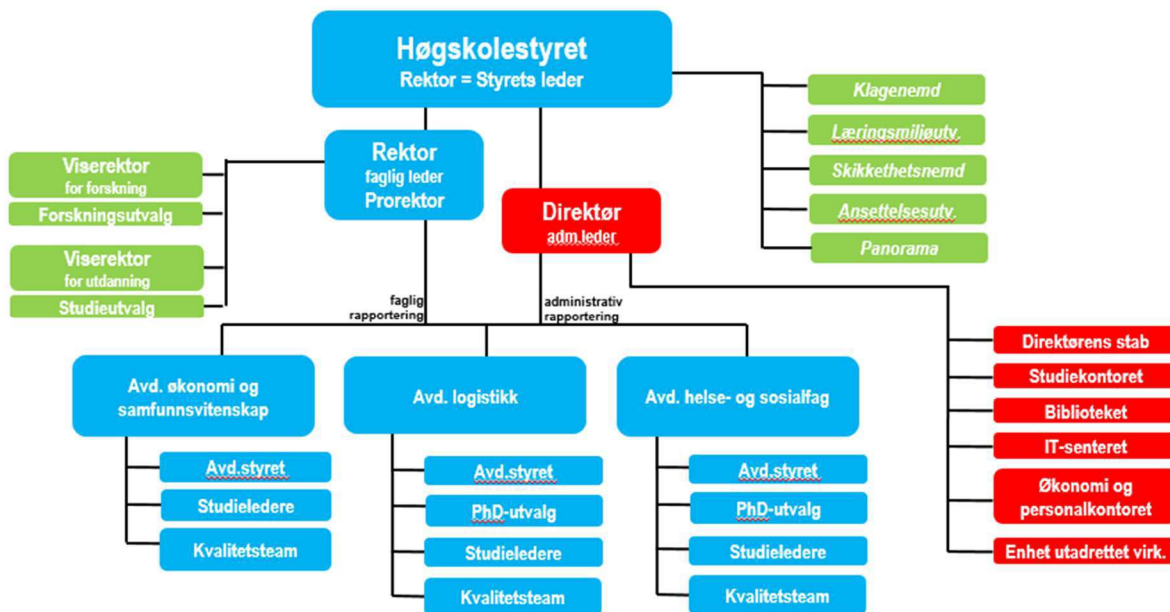 Høgskolestyret
Rektor = Styrets leder
Klagenemd
Læringsmiljøutv.
Skikkethetsnemd
Ansettelsesutv.
Panorama
Rektor
faglig leder
Prorektor
Viserektor
for forskning
Forskningsutvalg
Viserektor
for utdanning
Studieutvalg
Direktør
adm.leder
faglig
rapportering
administrativ
rapportering
Direktørens stab
Studiekontoret
Biblioteket
IT-senteret
Økonomi og
personalkontoret
Enhet utadrettet virk.
Avd. økonomi og
samfunnsvitenskap
Avd.styret
Studieledere
Kvalitetsteam
Avd. logistikk
Avd.styret
PhD-utvalg
Studieledere
Kvalitetsteam
Avd. helse- og sosialfag
Avd.styret
PhD-utvalg
Studieledere
Kvalitetsteam